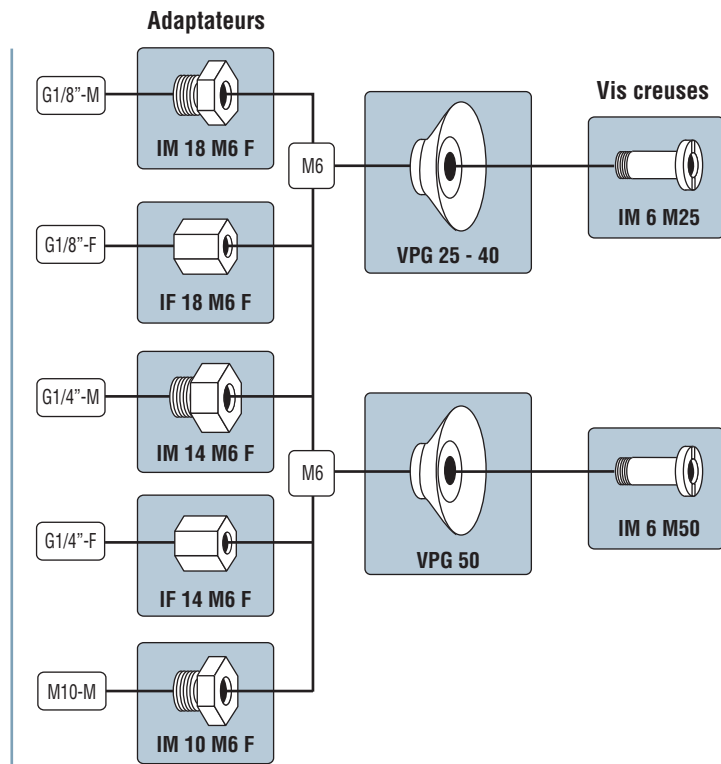 Adaptateurs
G1/8”-M
IM 18 M6 F
G1/8”-F
IF 18 M6 F
G1/4”-M
IM 14 M6 F
G1/4”-F
IF 14 M6 F
M10-M
IM 10 M6 F
M6
VPG 25 - 40
Vis creuses
IM 6 M25
M6
VPG 50
IM 6 M50